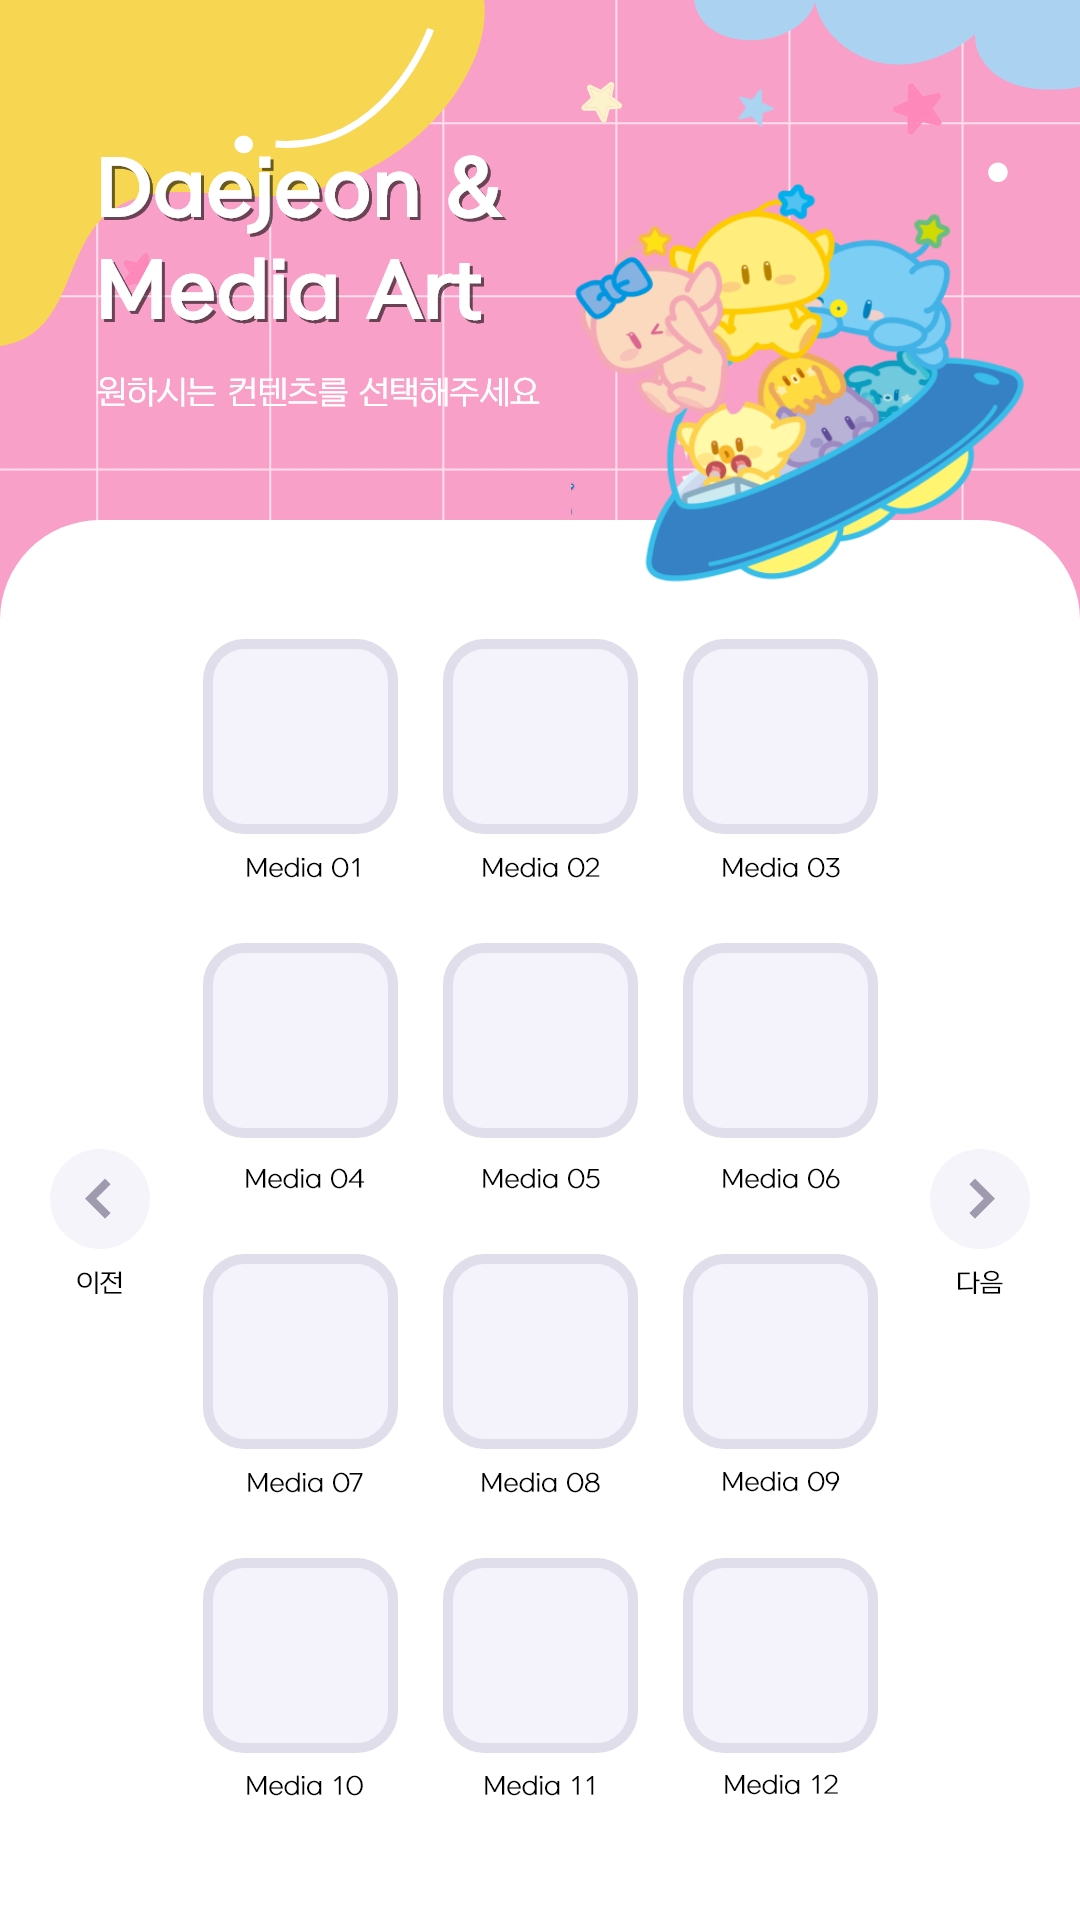 Daejeon &
Media Art
원하시는 컨텐츠를 선택해주세요
Media 01
Media 02
Media 03
Media 04
Media 05
Media 06
이전
다음
Media 07
Media 08
Media 09
Media 10
Media 11
Media 12